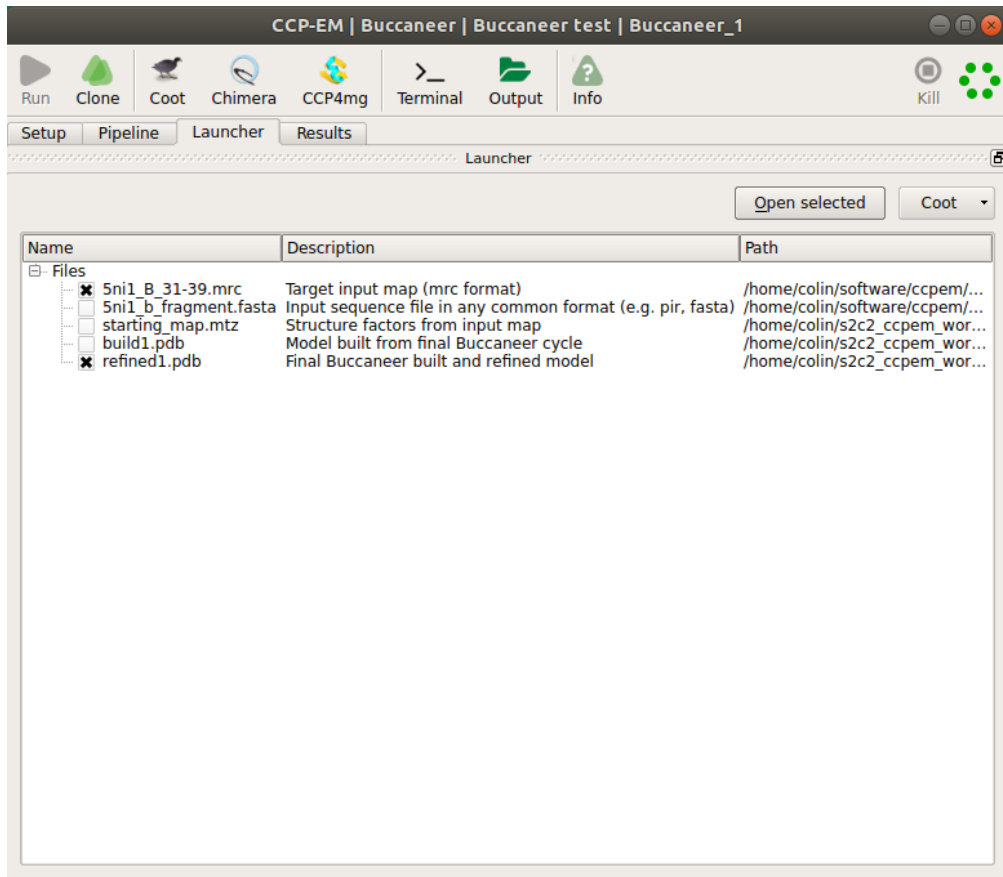 CCP-EM | Buccaneer | Buccaneer test | Buccaneer_1
Run Clone Coot Chimera CCP4mg Terminal Output Info Kill
Setup Pipeline Launcher Results
Launcher
Open selected Coot
Name Description Path
Files
5ni1_B_31-39.mrc Target input map (mrc format) /home/colin/software/ccpem/...
5ni1_b_fragment.fasta Input sequence file in any common format (e.g. pir, fasta) /home/colin/software/ccpem/...
starting_map.mtz Structure factors from input map /home/colin/s2c2_ccpem_wor...
build1.pdb Model built from final Buccaneer cycle /home/colin/s2c2_ccpem_wor...
refined1.pdb Final Buccaneer built and refined model /home/colin/s2c2_ccpem_wor...